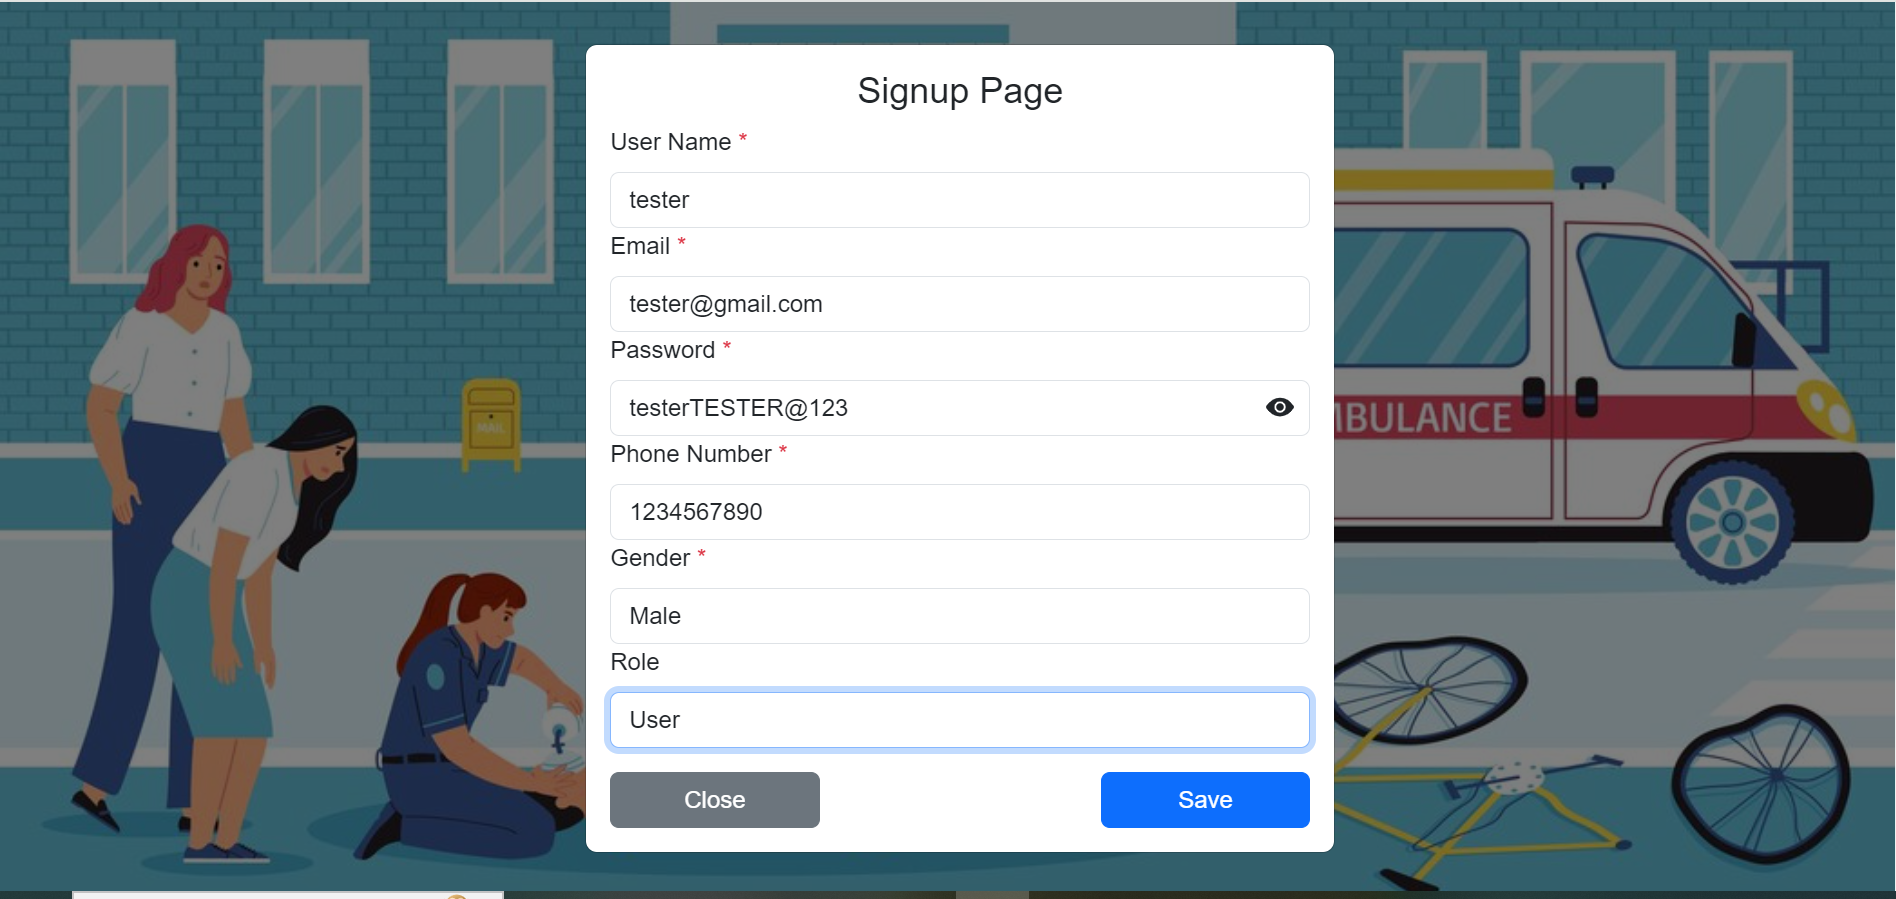 Signup Page
User Name *
tester
Email *
tester@gmail.com
Password *
testerTESTER@123
Phone Number *
1234567890
Gender *
Male
Role
User
Close
Save
MAIL
MBULANCE